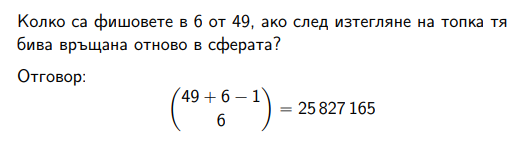 Колко са фишовете в 6 от 49, ако след изтегляне на топка тя
бива връщана отново в сферата?
Отговор:
(49 + 6 − 1
6) = 25 827 165